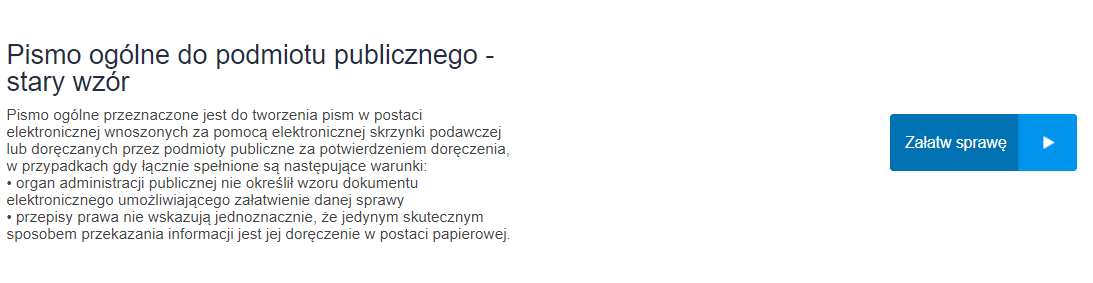 Pismo ogólne do podmiotu publicznego -
stary wzór
Pismo ogólne przeznaczone jest do tworzenia pism w postaci
elektronicznej wnoszonych za pomocą elektronicznej skrzynki podawczej
lub doręczanych przez podmioty publiczne za potwierdzeniem doręczenia,
w przypadkach gdy łącznie spełnione są następujące warunki:
• organ administracji publicznej nie określił wzoru dokumentu
elektronicznego umożliwiającego załatwienie danej sprawy
• przepisy prawa nie wskazują jednoznacznie, że jedynym skutecznym
sposobem przekazania informacji jest jej doręczenie w postaci papierowej.
Załatw sprawę